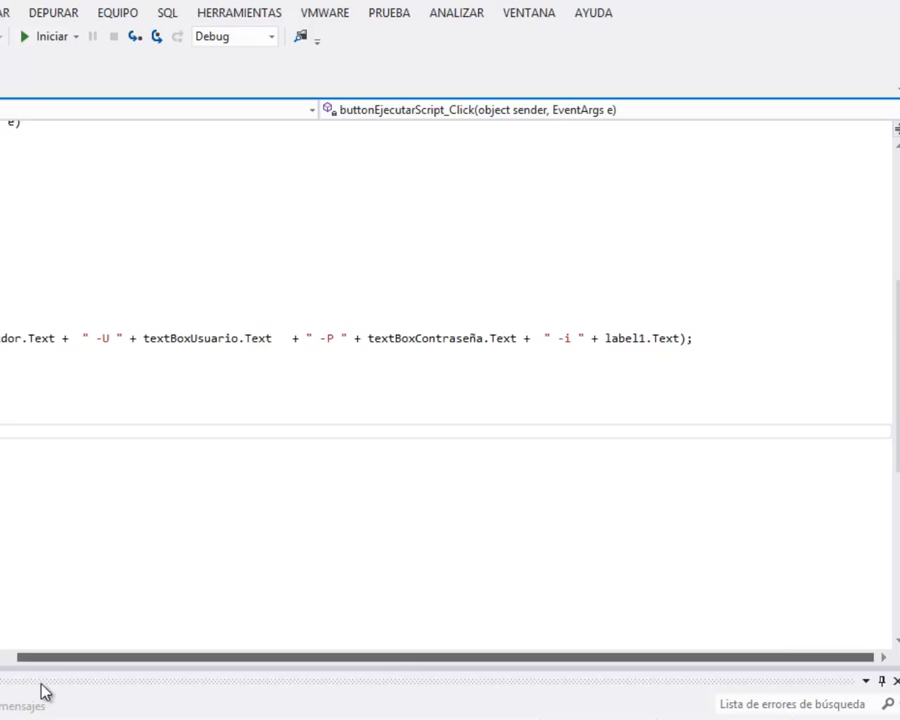 AR DEPURAR EQUIPO SQL HERRAMIENTAS VMWARE PRUEBA ANALIZAR VENTANA AYUDA
Iniciar Debug
buttonEjecutarScript_Click(object sender, EventArgs e)
e)
dor.Text + " -U " + textBoxUsuario.Text + " -P " + textBoxContraseña.Text + " -i " + label1.Text);
mensajes Lista de errores de búsqueda